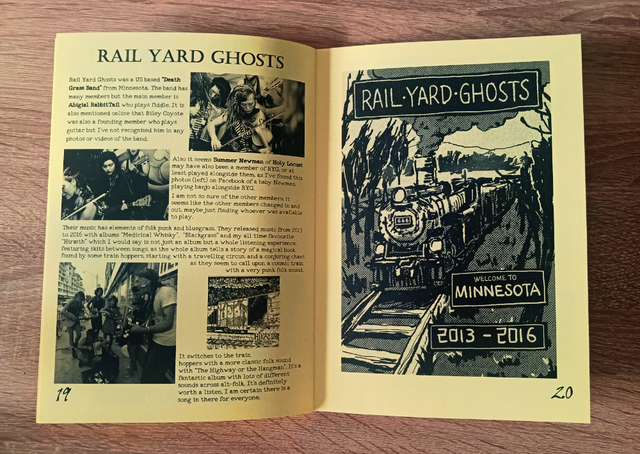 RAIL YARD GHOSTS
Rail Yard Ghosts was a US based "Death
Grass Band" from Minnesota. The band has
many members but the main member is
Abigial RabbitTail who plays fiddle. It is
also mentioned online that Riley Coyote
was also a founding member who plays
guitar but I've not recognised him in any
photos or videos of the band.
Also it seems Summer Newman of Holy Locust
may have also been a member of RYG, or at
least played alongside them, as I've found this
photos (left) on Facebook of a baby Newman
playing banjo alongside RYG.
I am not so sure of the other members, it
seems like the other members changed in and
out, maybe just finding whoever was available
to play.
Their music has elements of folk punk and bluegrass. They released music from 2013
to 2016 with albums "Medicinal Whisky", "Blackgrass" and my all time favourite
"Hiraeth" which I would say is not just an album but a whole listening experience,
featuring skits between songs, as the whole album tells a story of a magical book
found by some train hoppers, starting with a travelling circus, and a conjuring chant
as they seem to call upon a cosmic train
with a very punk folk sound.
It switches to the train
hoppers with a more classic folk sound
with "The Highway or the Hangman". It's a
fantastic album with lots of different
sounds across alt-folk. It's definitely
worth a listen, I am certain there is a
song in there for everyone.
19
RAIL·YARD·GHOSTS
WELCOME TO
MINNESOTA
2013 - 2016
20